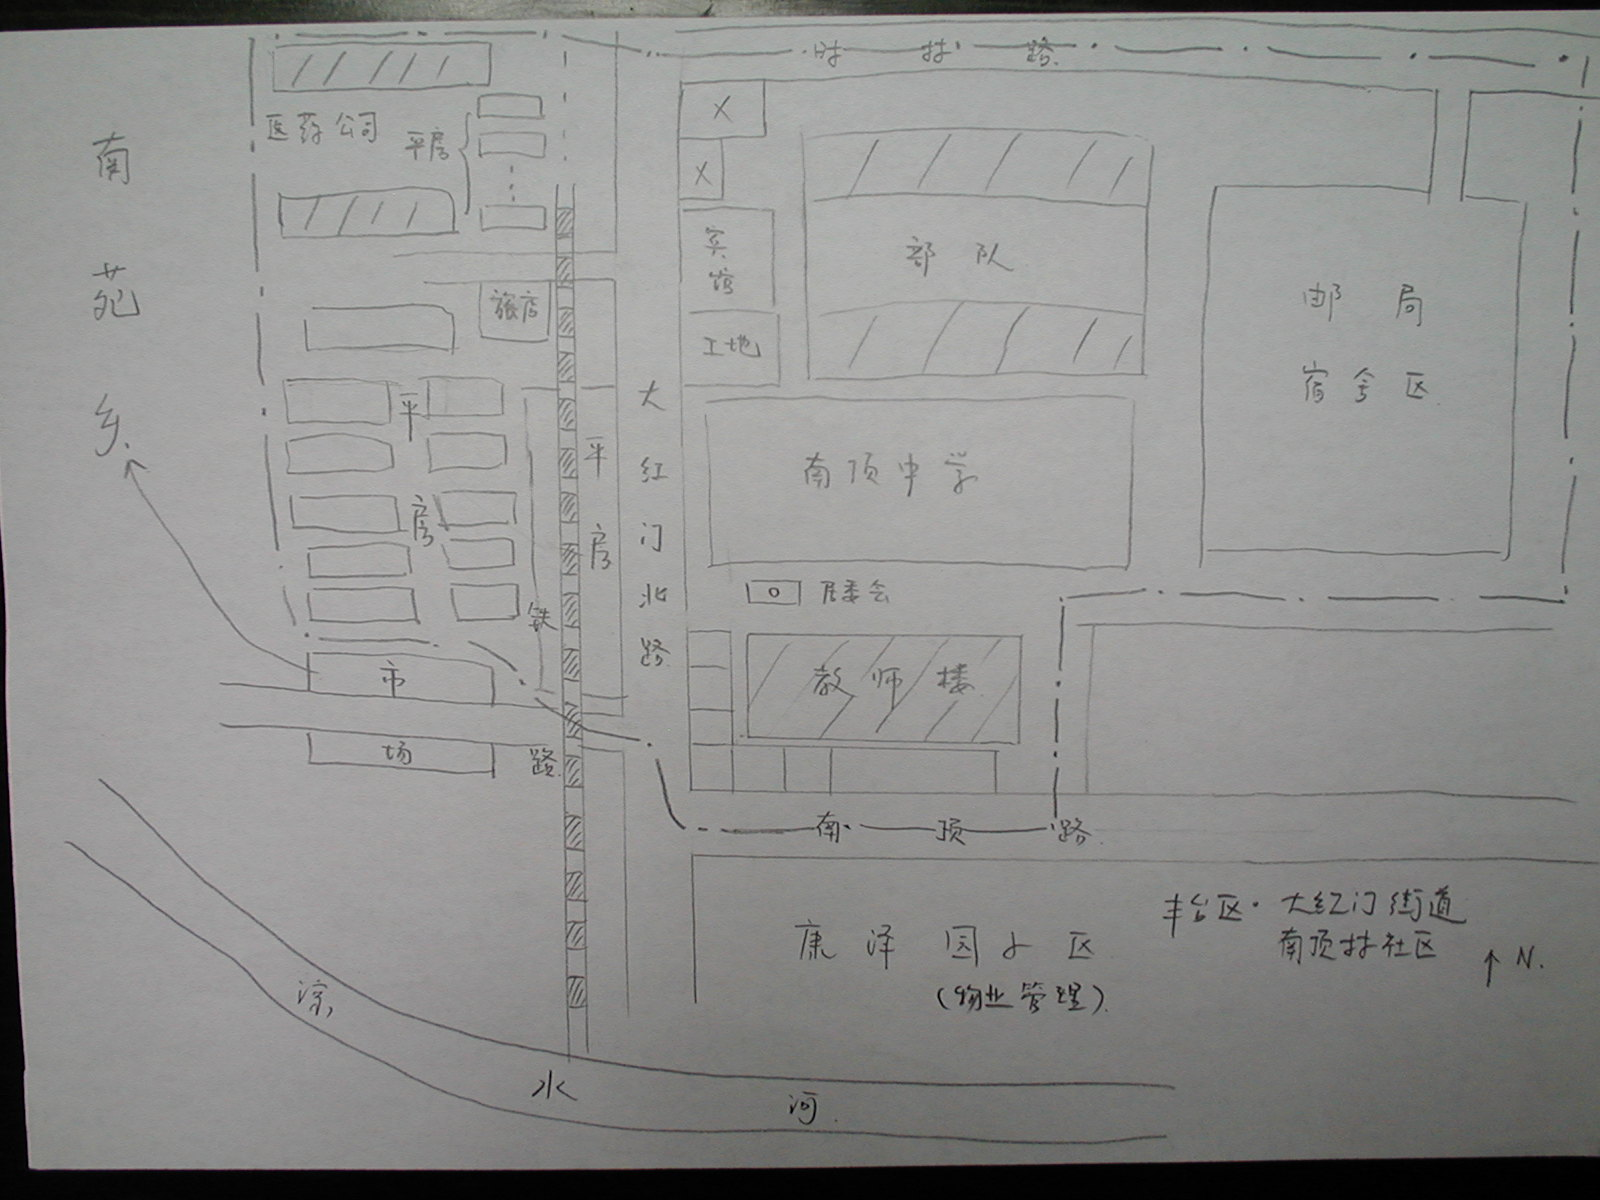 时村路
南苑乡
医药公司
平房
X
X
宾馆
工地
部队
邮局
宿舍区
旅店
平房
平房
大红门北路
南顶中学
居委会
教师楼
铁路
市场
南顶路
康泽园小区
(物业管理)
丰台区·大红门街道
南顶村社区
N.
凉水河